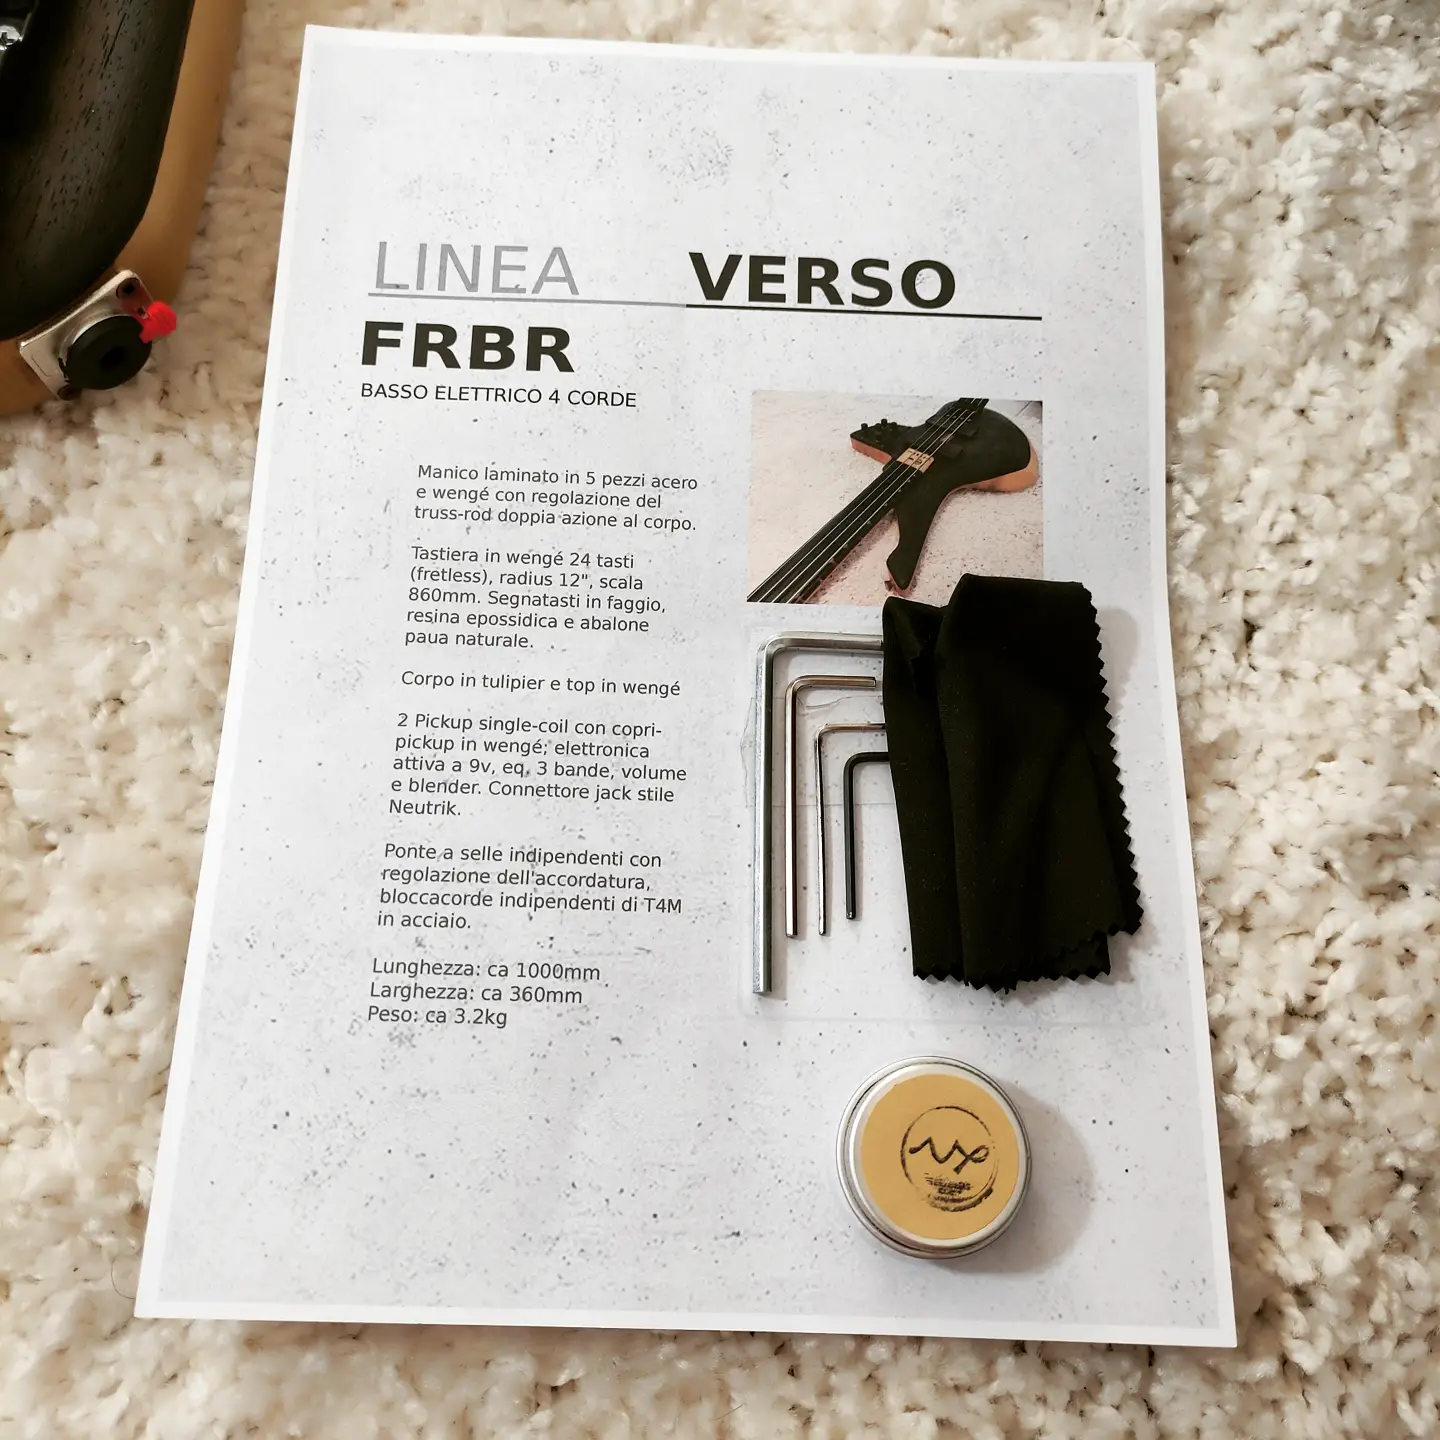 LINEA VERSO
FRBR
BASSO ELETTRICO 4 CORDE
Manico laminato in 5 pezzi acero
e wengé con regolazione del
truss-rod doppia azione al corpo.
Tastiera in wengé 24 tasti
(fretless), radius 12", scala
860mm. Segnatasti in faggio,
resina epossidica e abalone
paua naturale.
Corpo in tulipier e top in wengé
2 Pickup single-coil con copri-
pickup in wengé; elettronica
attiva a 9v, eq. 3 bande, volume
e blender. Connettore jack stile
Neutrik.
Ponte a selle indipendenti con
regolazione dell'accordatura,
bloccacorde indipendenti di T4M
in acciaio.
Lunghezza: ca 1000mm
Larghezza: ca 360mm
Peso: ca 3.2kg